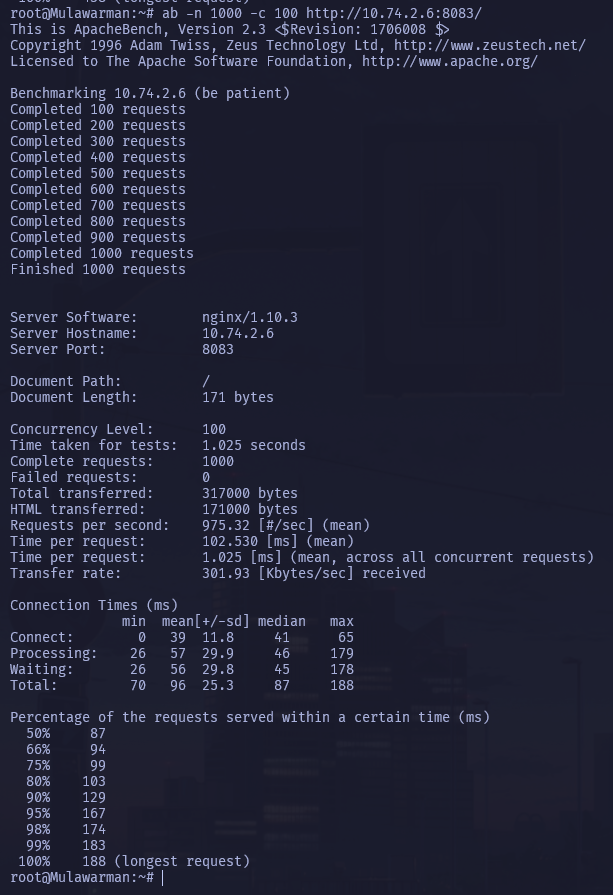 root@Mulawarman:~# ab -n 1000 -c 100 http://10.74.2.6:8083/
This is ApacheBench, Version 2.3 <$Revision: 1706008 $>
Copyright 1996 Adam Twiss, Zeus Technology Ltd, http://www.zeustech.net/
Licensed to The Apache Software Foundation, http://www.apache.org/

Benchmarking 10.74.2.6 (be patient)
Completed 100 requests
Completed 200 requests
Completed 300 requests
Completed 400 requests
Completed 500 requests
Completed 600 requests
Completed 700 requests
Completed 800 requests
Completed 900 requests
Completed 1000 requests
Finished 1000 requests


Server Software:        nginx/1.10.3
Server Hostname:        10.74.2.6
Server Port:            8083

Document Path:          /
Document Length:        171 bytes

Concurrency Level:      100
Time taken for tests:   1.025 seconds
Complete requests:      1000
Failed requests:        0
Total transferred:      317000 bytes
HTML transferred:       171000 bytes
Requests per second:    975.32 [#/sec] (mean)
Time per request:       102.530 [ms] (mean)
Time per request:       1.025 [ms] (mean, across all concurrent requests)
Transfer rate:          301.93 [Kbytes/sec] received

Connection Times (ms)
              min  mean[+/-sd] median   max
Connect:        0   39  11.8     41      65
Processing:    26   57  29.9     46     179
Waiting:       26   56  29.8     45     178
Total:         70   96  25.3     87     188

Percentage of the requests served within a certain time (ms)
  50%     87
  66%     94
  75%     99
  80%    103
  90%    129
  95%    167
  98%    174
  99%    183
 100%    188 (longest request)
root@Mulawarman:~#